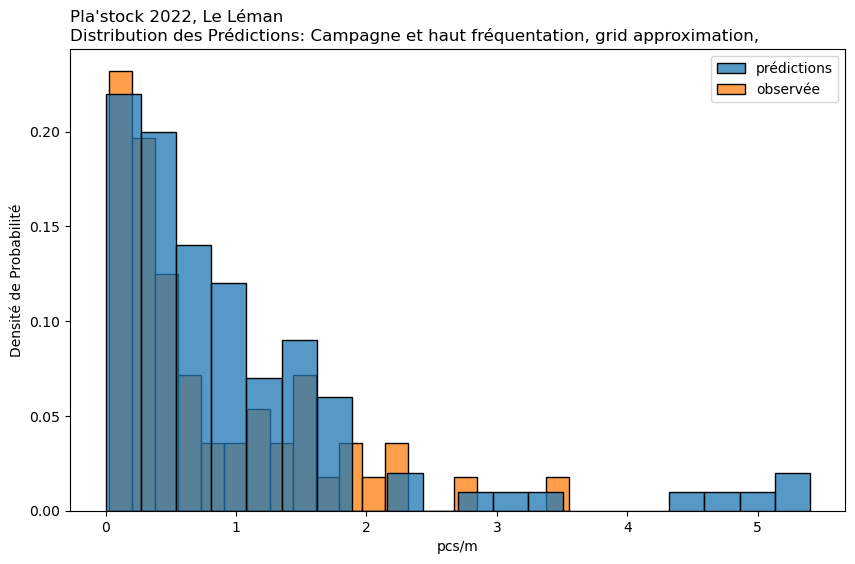 Pla'stock 2022, Le Léman
Distribution des Prédictions: Campagne et haut fréquentation, grid approximation,
prédictions
observée
Densité de Probabilité
0.20
0.15
0.10
0.05
0.00
0 1 2 3 4 5
pcs/m